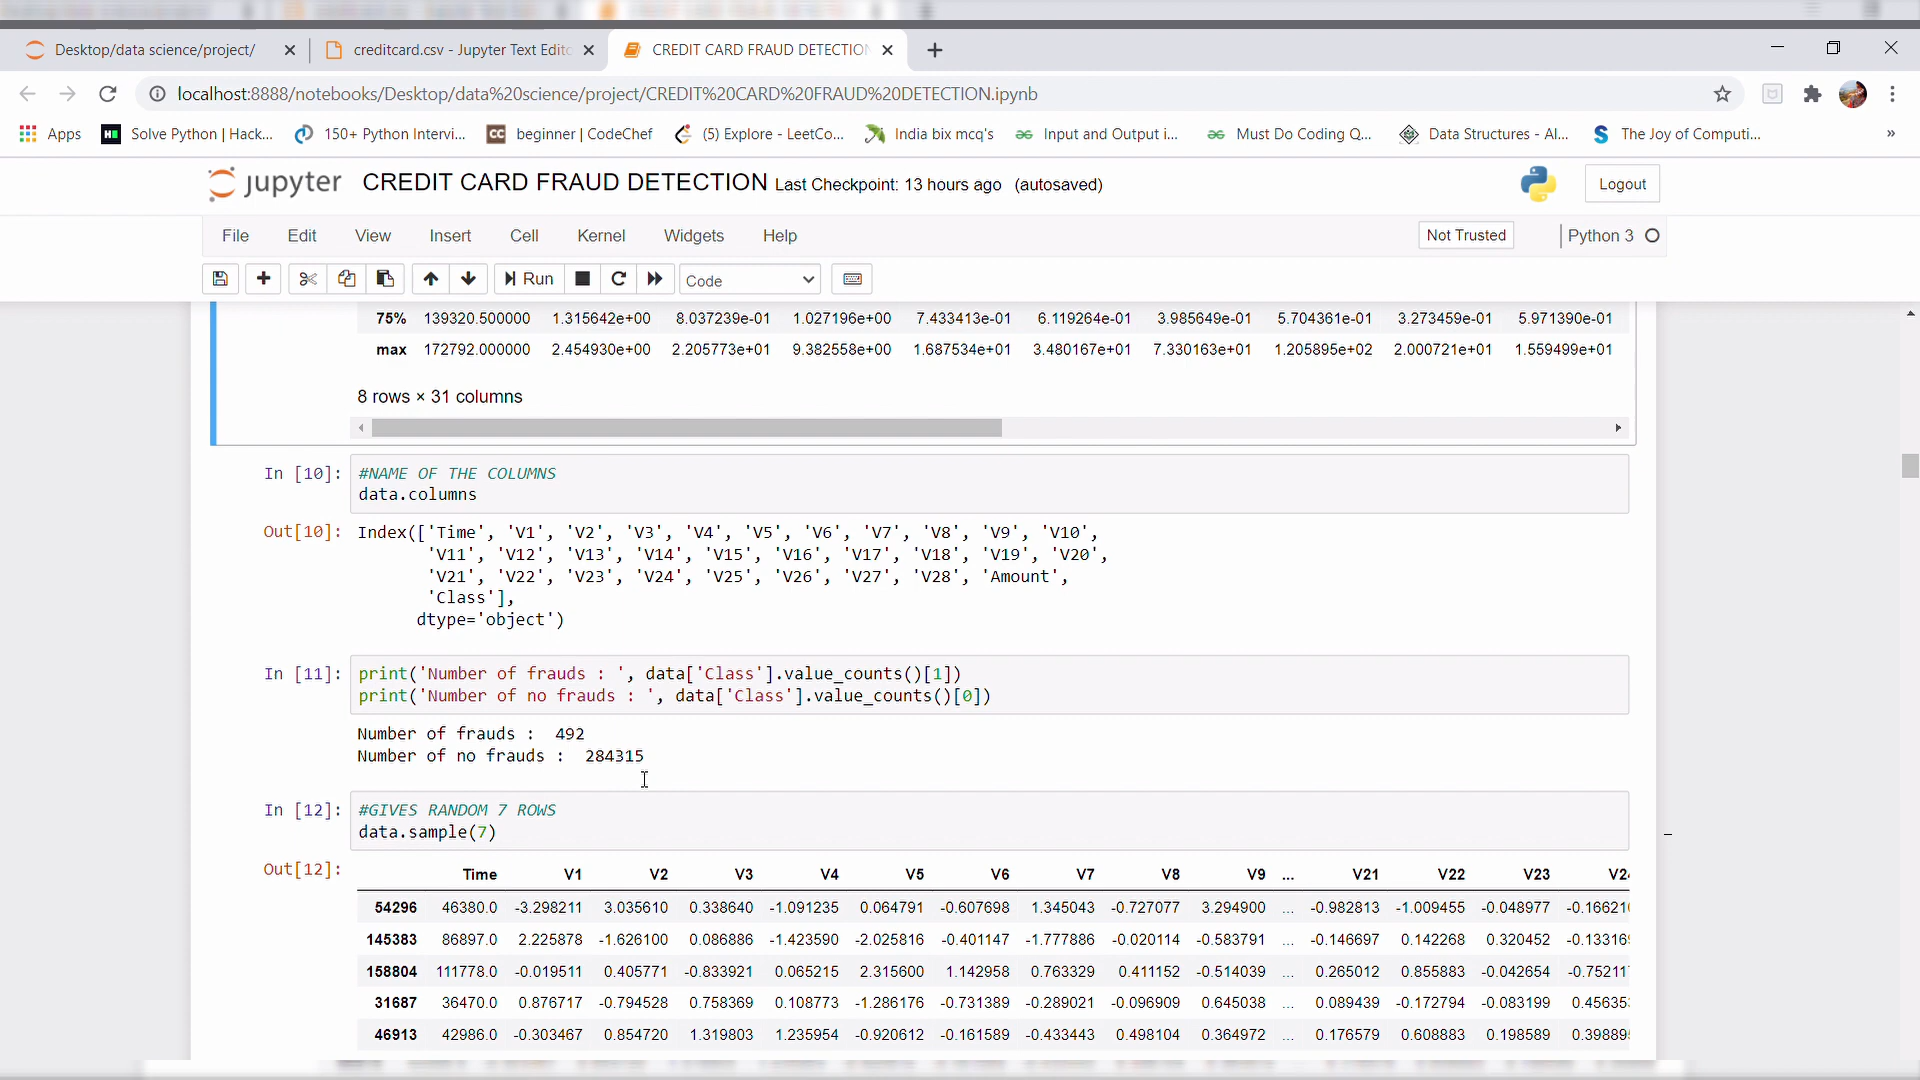 Desktop/data science/project/
creditcard.csv - Jupyter Text Edito
CREDIT CARD FRAUD DETECTION
localhost:8888/notebooks/Desktop/data%20science/project/CREDIT%20CARD%20FRAUD%20DETECTION.ipynb
Apps Solve Python | Hack... 150+ Python Intervi... beginner | CodeChef (5) Explore - LeetCo... India bix mcq's Input and Output i... Must Do Coding Q... Data Structures - Al... The Joy of Computi... »
jupyter CREDIT CARD FRAUD DETECTION Last Checkpoint: 13 hours ago (autosaved) Logout
File Edit View Insert Cell Kernel Widgets Help Not Trusted Python 3
Run Code
75% 139320.500000 1.315642e+00 8.037239e-01 1.027196e+00 7.433413e-01 6.119264e-01 3.985649e-01 5.704361e-01 3.273459e-01 5.971390e-01
max 172792.000000 2.454930e+00 2.205773e+01 9.382558e+00 1.687534e+01 3.480167e+01 7.330163e+01 1.205895e+02 2.000721e+01 1.559499e+01
8 rows × 31 columns
In [10]: #NAME OF THE COLUMNS
data.columns
Out[10]: Index(['Time', 'V1', 'V2', 'V3', 'V4', 'V5', 'V6', 'V7', 'V8', 'V9', 'V10',
'V11', 'V12', 'V13', 'V14', 'V15', 'V16', 'V17', 'V18', 'V19', 'V20',
'V21', 'V22', 'V23', 'V24', 'V25', 'V26', 'V27', 'V28', 'Amount',
'Class'],
dtype='object')
In [11]: print('Number of frauds : ', data['Class'].value_counts()[1])
print('Number of no frauds : ', data['Class'].value_counts()[0])
Number of frauds :  492
Number of no frauds :  284315
In [12]: #GIVES RANDOM 7 ROWS
data.sample(7)
Out[12]:
Time V1 V2 V3 V4 V5 V6 V7 V8 V9 ... V21 V22 V23 V24
54296 46380.0 -3.298211 3.035610 0.338640 -1.091235 0.064791 -0.607698 1.345043 -0.727077 3.294900 ... -0.982813 -1.009455 -0.048977 -0.16621
145383 86897.0 2.225878 -1.626100 0.086886 -1.423590 -2.025816 -0.401147 -1.777886 -0.020114 -0.583791 ... -0.146697 0.142268 0.320452 -0.13316
158804 111778.0 -0.019511 0.405771 -0.833921 0.065215 2.315600 1.142958 0.763329 0.411152 -0.514039 ... 0.265012 0.855883 -0.042654 -0.75211
31687 36470.0 0.876717 -0.794528 0.758369 0.108773 -1.286176 -0.731389 -0.289021 -0.096909 0.645038 ... 0.089439 -0.172794 -0.083199 0.45635
46913 42986.0 -0.303467 0.854720 1.319803 1.235954 -0.920612 -0.161589 -0.433443 0.498104 0.364972 ... 0.176579 0.608883 0.198589 0.39889